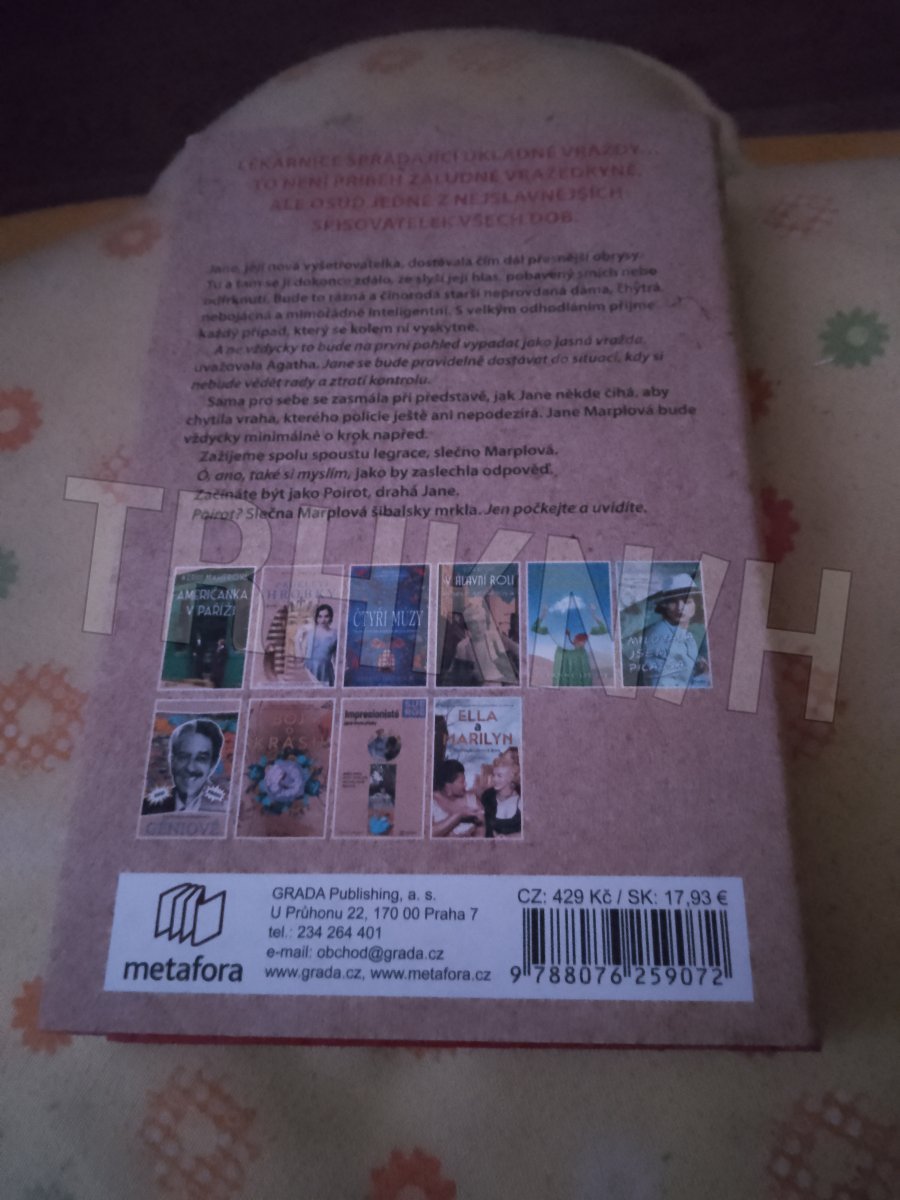 LÉKÁRNICE SPŘÁDAJÍCÍ ÚKLADNÉ VRAŽDY...
TO NENÍ PŘÍBĚH ZÁLUDNÉ VRAŽEDKYNĚ,
ALE OSUD JEDNÉ Z NEJSLAVNĚJŠÍCH
SPISOVATELEK VŠECH DOB.
Jane, její nová vyšetřovatelka, dostávala čím dál přesnější obrysy.
Tu a tam se jí dokonce zdálo, že slyší její hlas, pobavený smích nebo
odfrknutí. Bude to rázná a činorodá starší neprovdaná dáma, chytrá,
nebojácná a mimořádně inteligentní. S velkým odhodláním přijme
každý případ, který se kolem ní vyskytne.
A ne vždycky to bude na první pohled vypadat jako jasná vražda,
uvažovala Agatha. Jane se bude pravidelně dostávat do situací, kdy si
nebude vědět rady a ztratí kontrolu.
Sama pro sebe se zasmála při představě, jak Jane někde číhá, aby
chytila vraha, kterého policie ještě ani nepodezírá. Jane Marplová bude
vždycky minimálně o krok napřed.
Zažijeme spolu spoustu legrace, slečno Marplová.
Ó, ano, také si myslím, jako by zaslechla odpověď.
Začínáte být jako Poirot, drahá Jane.
Poirot? Slečna Marplová šibalsky mrkla. Jen počkejte a uvidíte.
TRHKNIH
AMERIČANKA
V PAŘÍŽI
HROBKY
ČTYŘI MÚZY
V HLAVNÍ ROLI
MILOVALA
JSEM
PICASSA
GÉNIOVÉ
BOJ
O
KRÁSU
Impresionisté
ELLA
a
MARILYN
metafora
GRADA Publishing, a. s.
U Průhonu 22, 170 00 Praha 7
tel.: 234 264 401
e-mail: obchod@grada.cz
www.grada.cz, www.metafora.cz
CZ: 429 Kč / SK: 17,93 €
9 788076 259072